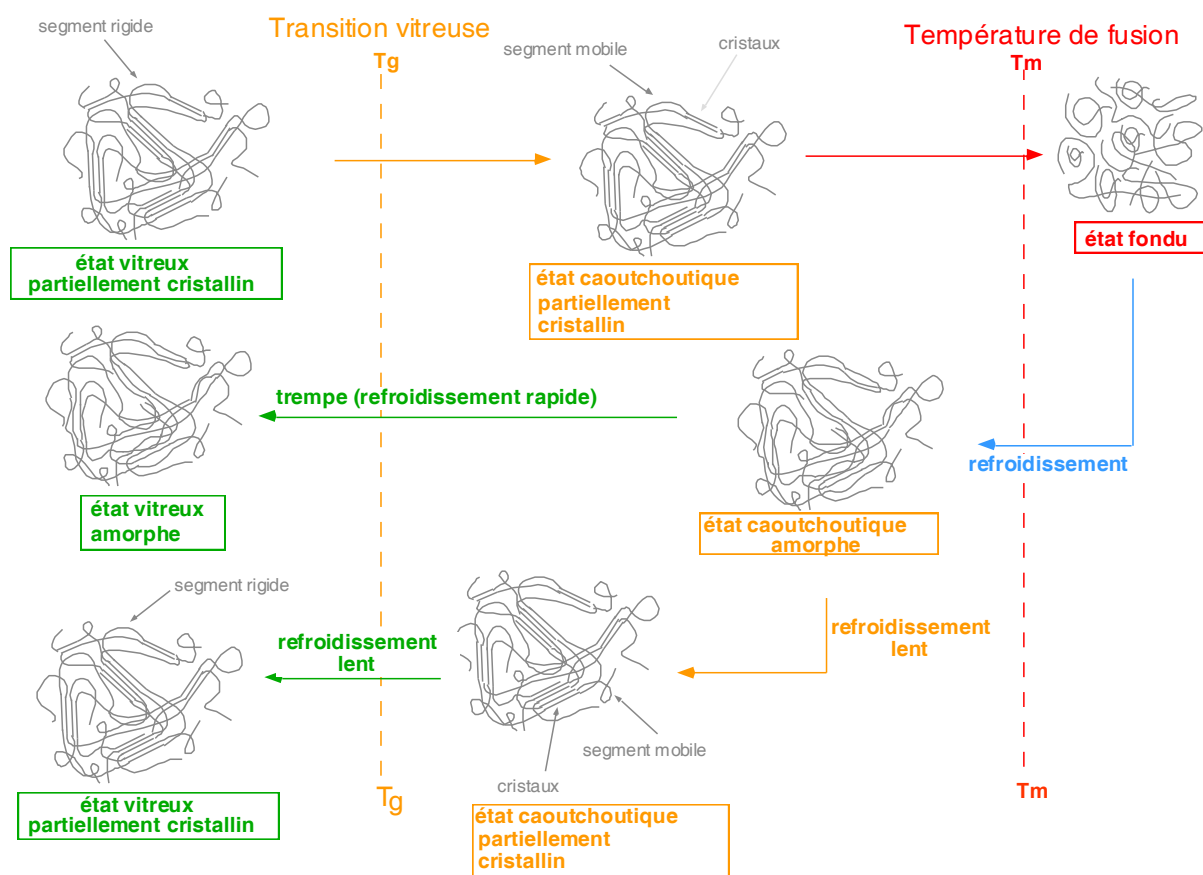 segment rigide
Transition vitreuse
Tg
segment mobile
cristaux
Température de fusion
Tm
état vitreux
partiellement cristallin
état caoutchoutique
partiellement
cristallin
état fondu
trempe (refroidissement rapide)
refroidissement
état vitreux
amorphe
état caoutchoutique
amorphe
segment rigide
refroidissement
lent
refroidissement
lent
segment mobile
cristaux
Tg
Tm
état vitreux
partiellement cristallin
état caoutchoutique
partiellement
cristallin